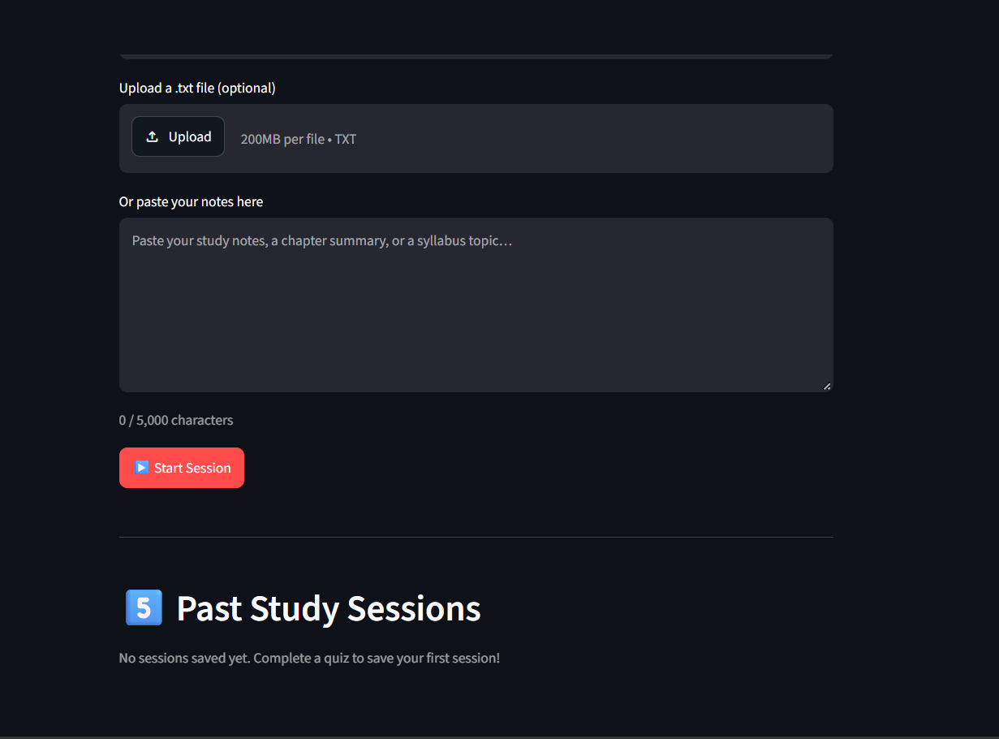 Upload a .txt file (optional)
Upload
200MB per file • TXT
Or paste your notes here
Paste your study notes, a chapter summary, or a syllabus topic…
0 / 5,000 characters
▶️ Start Session
5️⃣ Past Study Sessions
No sessions saved yet. Complete a quiz to save your first session!